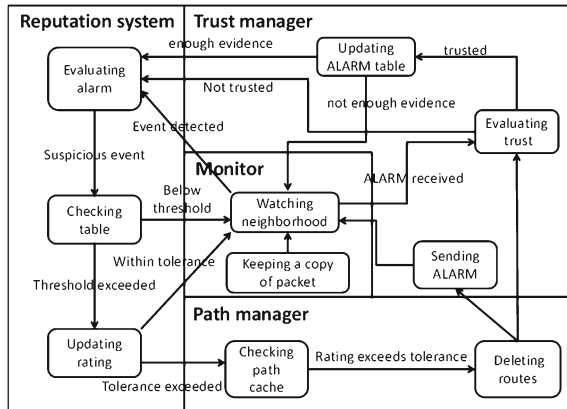 Reputation system
Trust manager
enough evidence
Updating
ALARM table
trusted
Evaluating
alarm
Not trusted
not enough evidence
Event detected
Evaluating
trust
Suspicious event
Monitor
ALARM received
Below
threshold
Checking
table
Watching
neighborhood
Within tolerance
Keeping a copy
of packet
Sending
ALARM
Threshold exceeded
Path manager
Updating
rating
Checking
path
cache
Rating exceeds tolerance
Deleting
routes
Tolerance exceeded